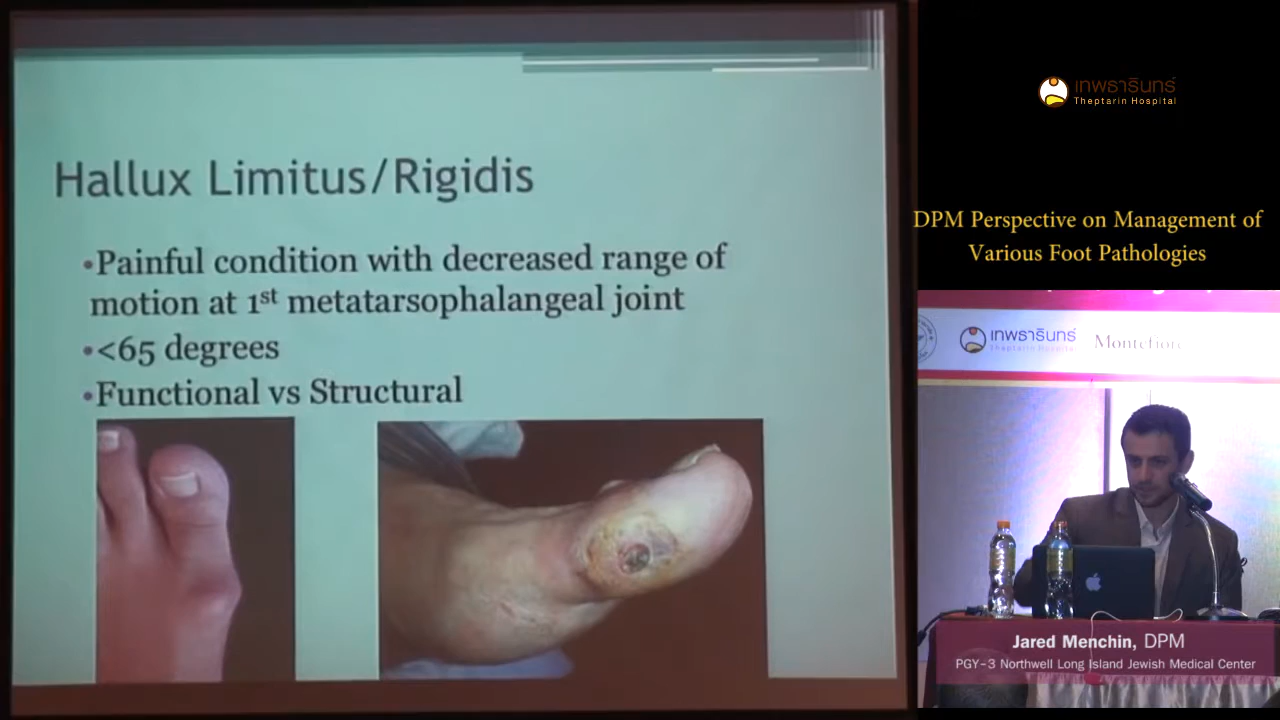 Hallux Limitus/Rigidis
•Painful condition with decreased range of
motion at 1st metatarsophalangeal joint
•<65 degrees
•Functional vs Structural
เทพธารินทร์
Theptarin Hospital
DPM Perspective on Management of
Various Foot Pathologies
เทพธารินทร์
Theptarin Hospital
Montefiore
Jared Menchin, DPM
PGY-3 Northwell Long Island Jewish Medical Center